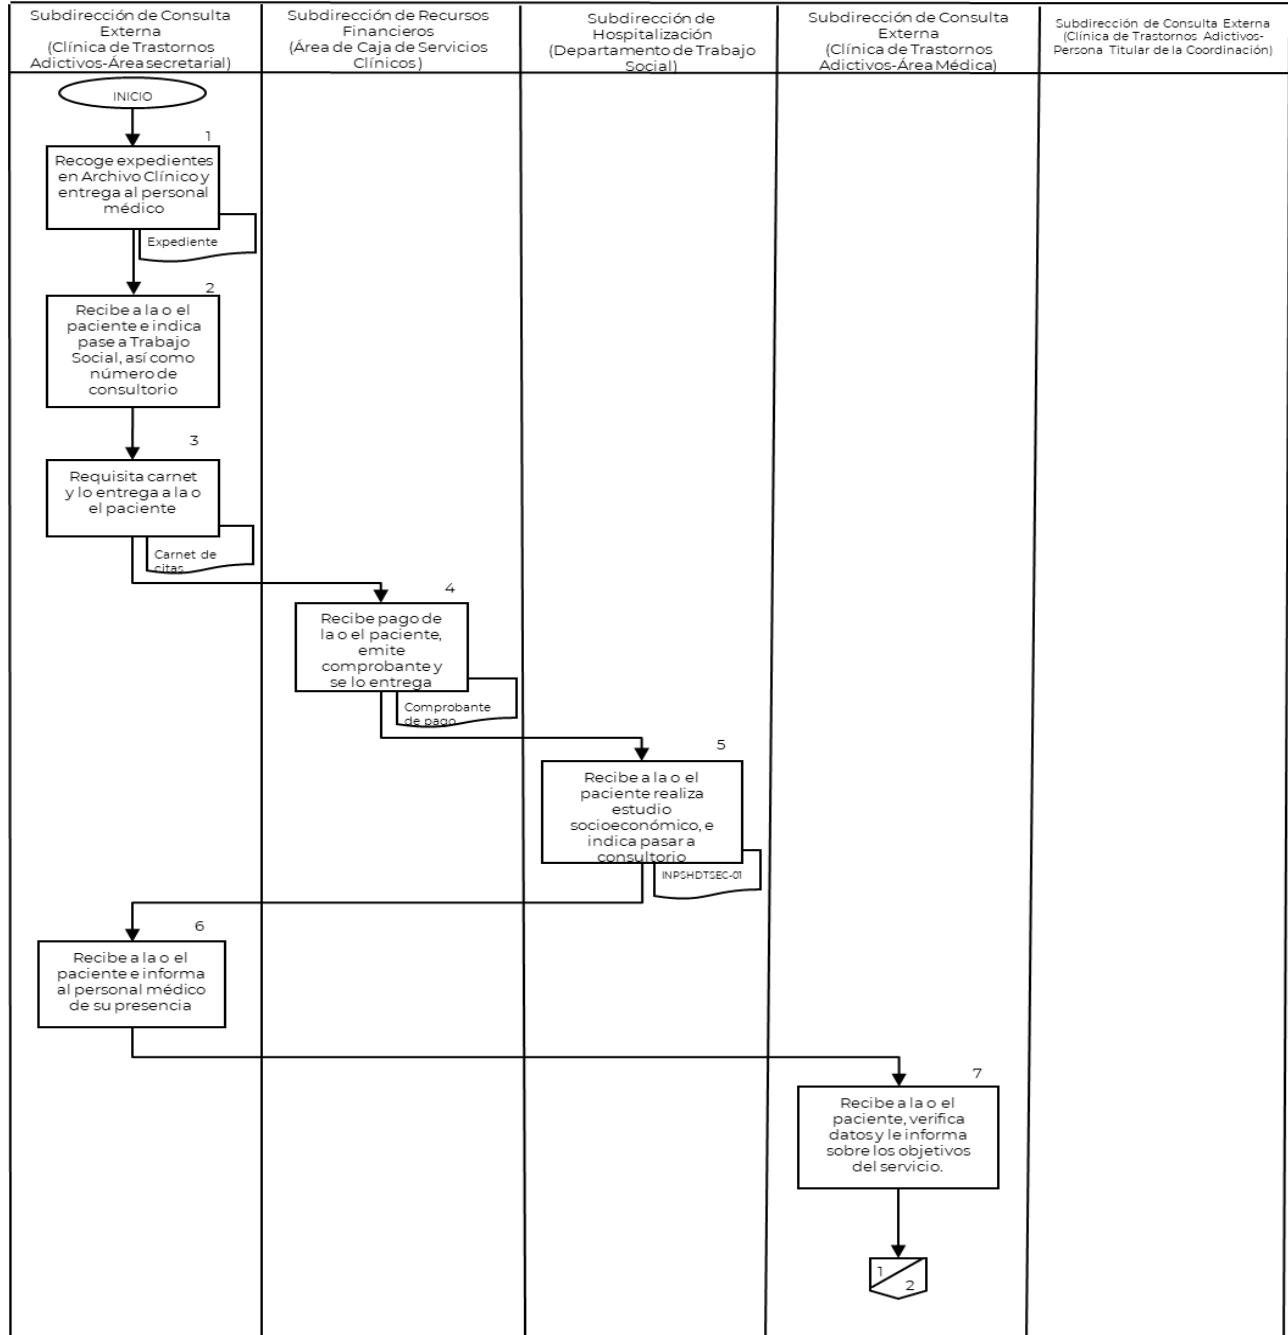 Subdirección de Consulta
Externa
(Clínica de Trastornos
Adictivos-Área secretarial)
Subdirección de Recursos
Financieros
(Área de Caja de Servicios
Clínicos)
Subdirección de
Hospitalización
(Departamento de Trabajo
Social)
Subdirección de Consulta
Externa
(Clínica de Trastornos
Adictivos-Área Médica)
Subdirección de Consulta Externa
(Clínica de Trastornos Adictivos-
Persona Titular de la Coordinación)
INICIO
1
Recoge expedientes
en Archivo Clínico y
entrega al personal
médico
Expediente
2
Recibe a la o el
paciente e indica
pase a Trabajo
Social, así como
número de
consultorio
3
Requisita carnet
y lo entrega a la o
el paciente
Carnet de
citas
4
Recibe pago de
la o el paciente,
emite
comprobante y
se lo entrega
Comprobante
de pago
5
Recibe a la o el
paciente realiza
estudio
socioeconómico, e
indica pasar a
consultorio
INPSHDTSEC-01
6
Recibe a la o el
paciente e informa
al personal médico
de su presencia
7
Recibe a la o el
paciente, verifica
datos y le informa
sobre los objetivos
del servicio.
1
2